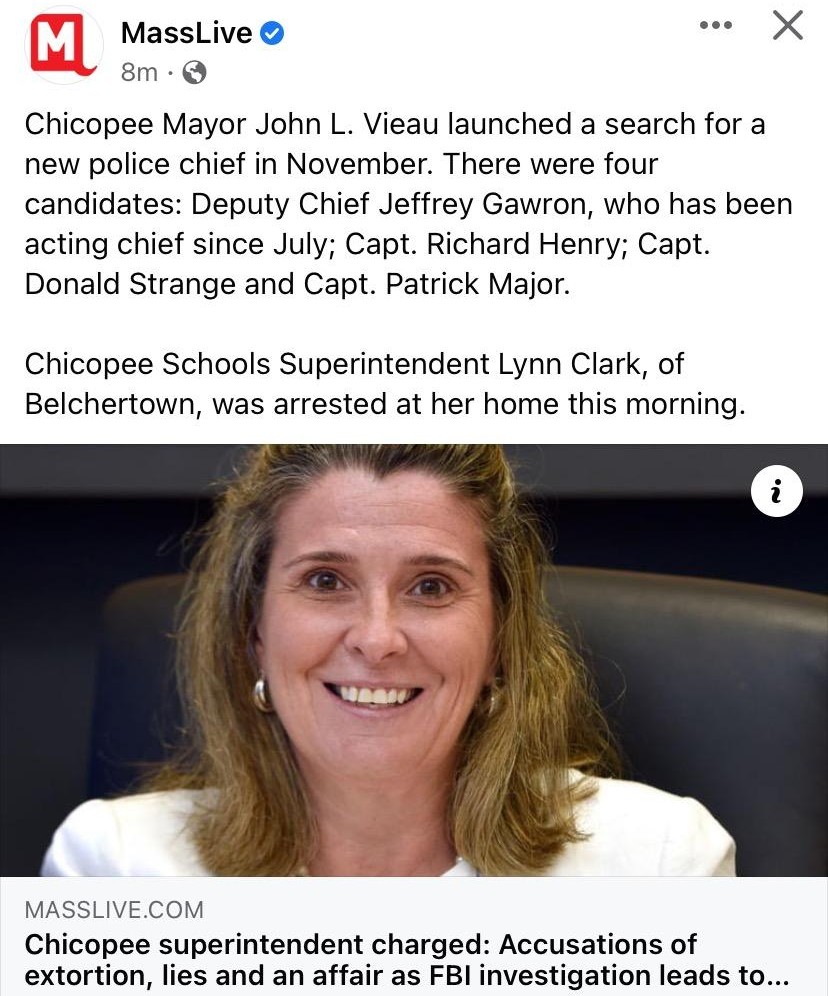 MassLive
8m ·
Chicopee Mayor John L. Vieau launched a search for a
new police chief in November. There were four
candidates: Deputy Chief Jeffrey Gawron, who has been
acting chief since July; Capt. Richard Henry; Capt.
Donald Strange and Capt. Patrick Major.
Chicopee Schools Superintendent Lynn Clark, of
Belchertown, was arrested at her home this morning.
MASSLIVE.COM
Chicopee superintendent charged: Accusations of
extortion, lies and an affair as FBI investigation leads to...